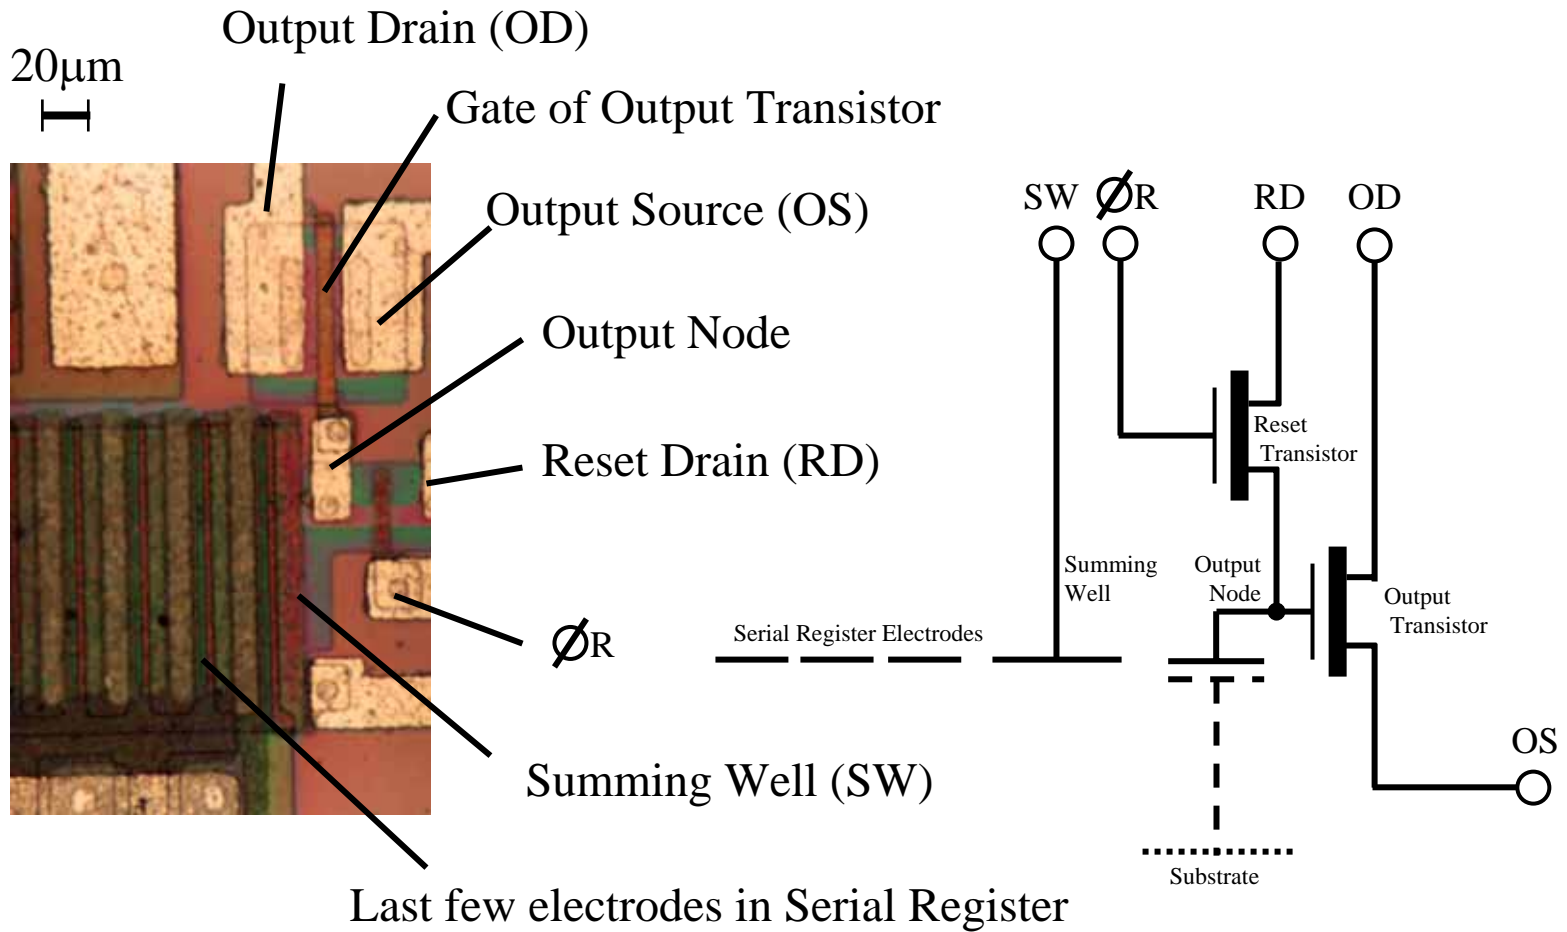 Output Drain (OD)
20µm
Gate of Output Transistor
Output Source (OS)
Output Node
Reset Drain (RD)
ØR
Summing Well (SW)
Last few electrodes in Serial Register
SW ØR RD OD
Reset
Transistor
Summing
Well
Output
Node
Output
Transistor
Serial Register Electrodes
OS
Substrate